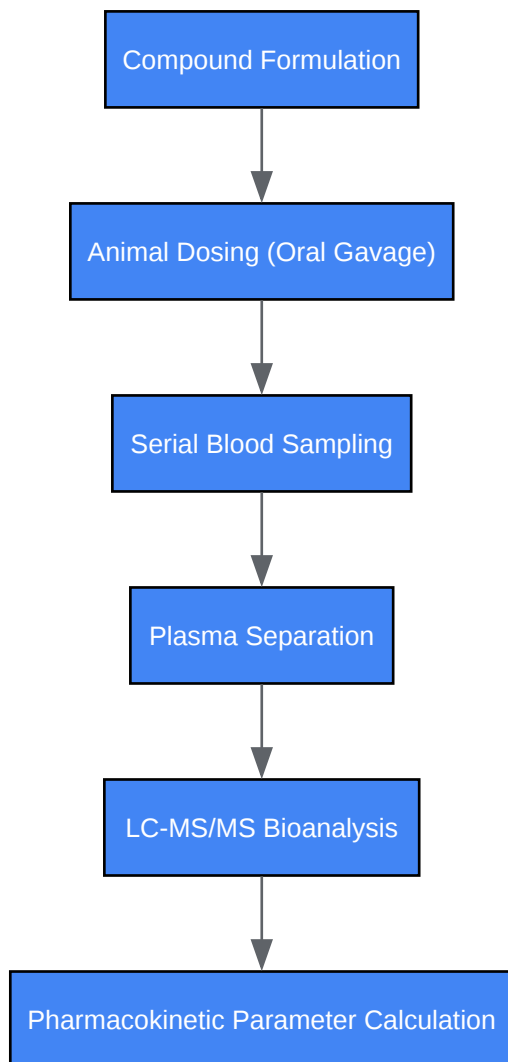 Compound Formulation
Animal Dosing (Oral Gavage)
Serial Blood Sampling
Plasma Separation
LC-MS/MS Bioanalysis
Pharmacokinetic Parameter Calculation